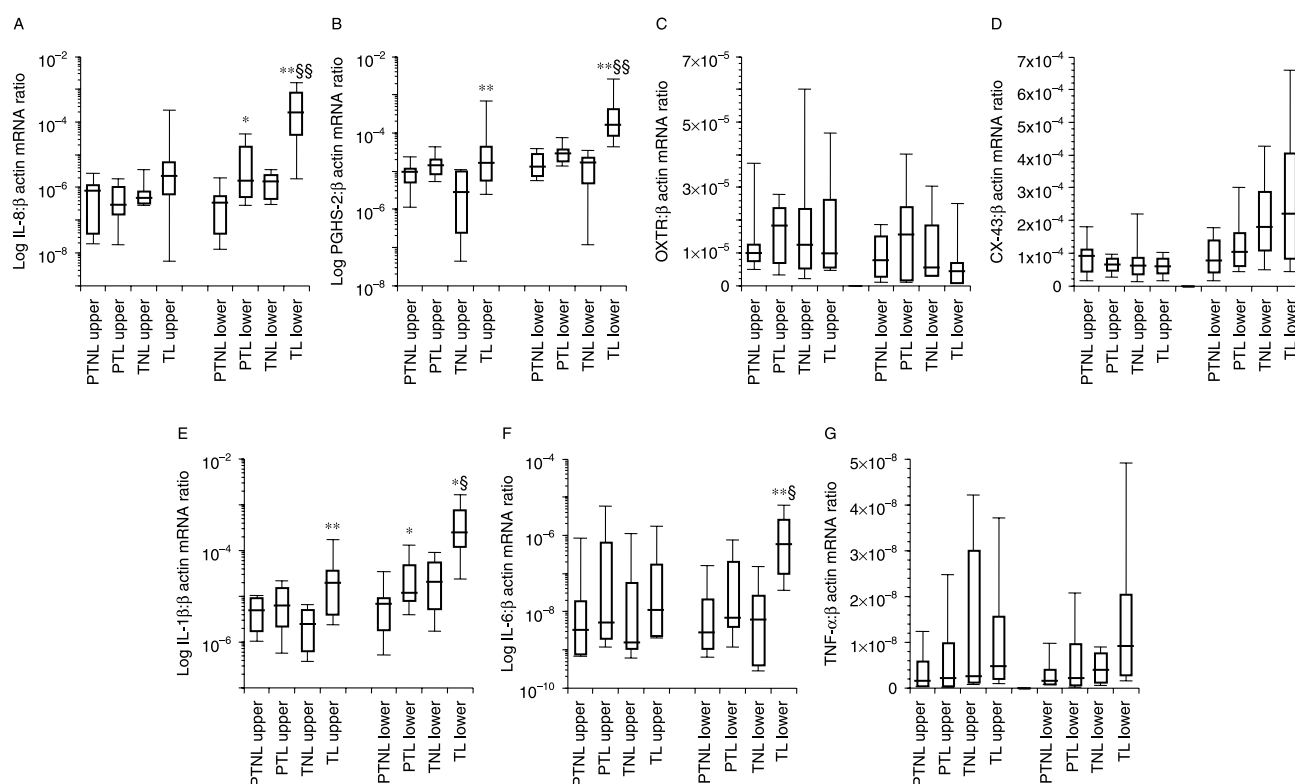 A
Log IL-8:β actin mRNA ratio
10⁻²
10⁻⁴
10⁻⁶
10⁻⁸
*
**§§
PTNL upper
PTL upper
TNL upper
TL upper
PTNL lower
PTL lower
TNL lower
TL lower
B
Log PGHS-2:β actin mRNA ratio
10⁻²
10⁻⁴
10⁻⁶
10⁻⁸
**
**§§
PTNL upper
PTL upper
TNL upper
TL upper
PTNL lower
PTL lower
TNL lower
TL lower
C
OXTR:β actin mRNA ratio
7×10⁻⁵
5×10⁻⁵
3×10⁻⁵
1×10⁻⁵
0
PTNL upper
PTL upper
TNL upper
TL upper
PTNL lower
PTL lower
TNL lower
TL lower
D
CX-43:β actin mRNA ratio
7×10⁻⁴
6×10⁻⁴
5×10⁻⁴
4×10⁻⁴
3×10⁻⁴
2×10⁻⁴
1×10⁻⁴
0
PTNL upper
PTL upper
TNL upper
TL upper
PTNL lower
PTL lower
TNL lower
TL lower
E
Log IL-1β:β actin mRNA ratio
10⁻²
10⁻⁴
10⁻⁶
**
*
*§
PTNL upper
PTL upper
TNL upper
TL upper
PTNL lower
PTL lower
TNL lower
TL lower
F
Log IL-6:β actin mRNA ratio
10⁻⁴
10⁻⁶
10⁻⁸
10⁻¹⁰
**§
PTNL upper
PTL upper
TNL upper
TL upper
PTNL lower
PTL lower
TNL lower
TL lower
G
TNF-α:β actin mRNA ratio
5×10⁻⁸
4×10⁻⁸
3×10⁻⁸
2×10⁻⁸
1×10⁻⁸
0
PTNL upper
PTL upper
TNL upper
TL upper
PTNL lower
PTL lower
TNL lower
TL lower